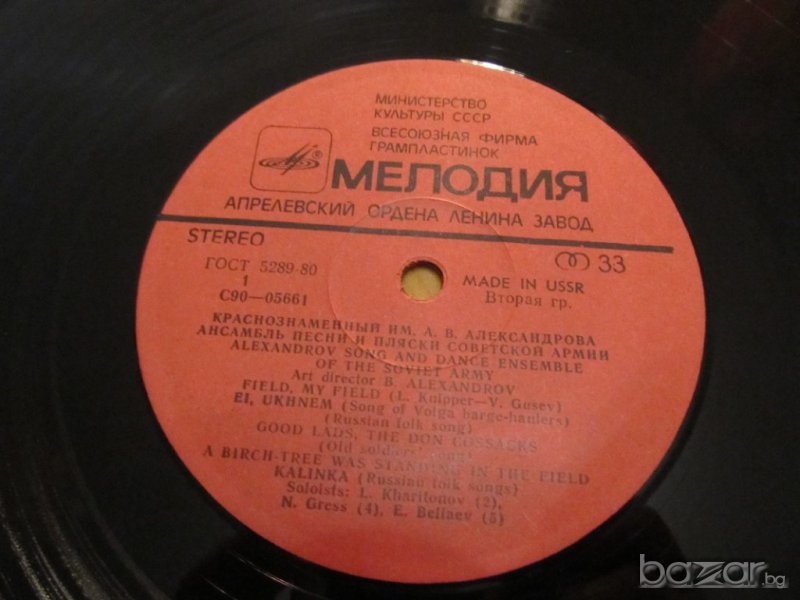 МИНИСТЕРСТВО
КУЛЬТУРЫ СССР
ВСЕСОЮЗНАЯ ФИРМА
ГРАМПЛАСТИНОК
МЕЛОДИЯ
АПРЕЛЕВСКИЙ ОРДЕНА ЛЕНИНА ЗАВОД
STEREO
33
ГОСТ 5289-80
MADE IN USSR
1
Вторая гр.
С90—05661
КРАСНОЗНАМЕННЫЙ ИМ. А. В. АЛЕКСАНДРОВА
АНСАМБЛЬ ПЕСНИ И ПЛЯСКИ СОВЕТСКОЙ АРМИИ
ALEXANDROV SONG AND DANCE ENSEMBLE
OF THE SOVIET ARMY
Art director B. ALEXANDROV
FIELD, MY FIELD (L. Knipper—V. Gusev)
EI, UKHNEM (Song of Volga barge-haulers)
(Russian folk song)
GOOD LADS, THE DON COSSACKS
(Old soldiers' song)
A BIRCH-TREE WAS STANDING IN THE FIELD
KALINKA (Russian folk songs)
Soloists: L. Kharitonov (2),
N. Gress (4), E. Beliaev (5)
bazar.bg